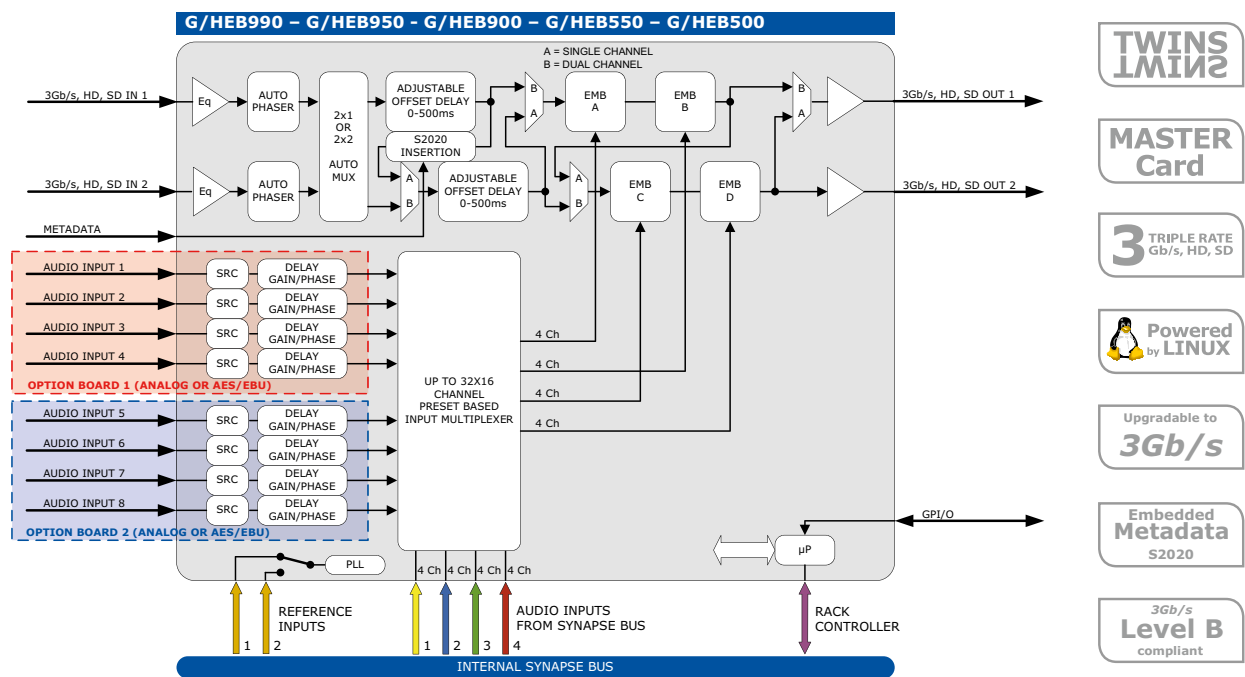 G/HEB990 – G/HEB950 - G/HEB900 – G/HEB550 – G/HEB500
A = SINGLE CHANNEL
B = DUAL CHANNEL
3Gb/s, HD, SD IN 1
Eq
AUTO
PHASER
2x1
OR
2x2
AUTO
MUX
ADJUSTABLE
OFFSET DELAY
0-500ms
S2020
INSERTION
B
A
EMB
A
EMB
B
B
A
3Gb/s, HD, SD OUT 1
3Gb/s, HD, SD IN 2
Eq
AUTO
PHASER
A
B
ADJUSTABLE
OFFSET DELAY
0-500ms
A
B
EMB
C
EMB
D
3Gb/s, HD, SD OUT 2
METADATA
AUDIO INPUT 1
SRC
DELAY
GAIN/PHASE
AUDIO INPUT 2
SRC
DELAY
GAIN/PHASE
AUDIO INPUT 3
SRC
DELAY
GAIN/PHASE
AUDIO INPUT 4
SRC
DELAY
GAIN/PHASE
OPTION BOARD 1 (ANALOG OR AES/EBU)
AUDIO INPUT 5
SRC
DELAY
GAIN/PHASE
AUDIO INPUT 6
SRC
DELAY
GAIN/PHASE
AUDIO INPUT 7
SRC
DELAY
GAIN/PHASE
AUDIO INPUT 8
SRC
DELAY
GAIN/PHASE
OPTION BOARD 2 (ANALOG OR AES/EBU)
UP TO 32X16
CHANNEL
PRESET BASED
INPUT MULTIPLEXER
4 Ch
4 Ch
4 Ch
4 Ch
GPI/O
µP
PLL
4 Ch
4 Ch
4 Ch
4 Ch
REFERENCE
INPUTS
1
2
1
2
3
4
AUDIO INPUTS
FROM SYNAPSE BUS
RACK
CONTROLLER
INTERNAL SYNAPSE BUS
TWINS
TWINS
MASTER
Card
3 TRIPLE RATE
Gb/s, HD, SD
Powered
by LINUX
Upgradable to
3Gb/s
Embedded
Metadata
S2020
3Gb/s
Level B
compliant